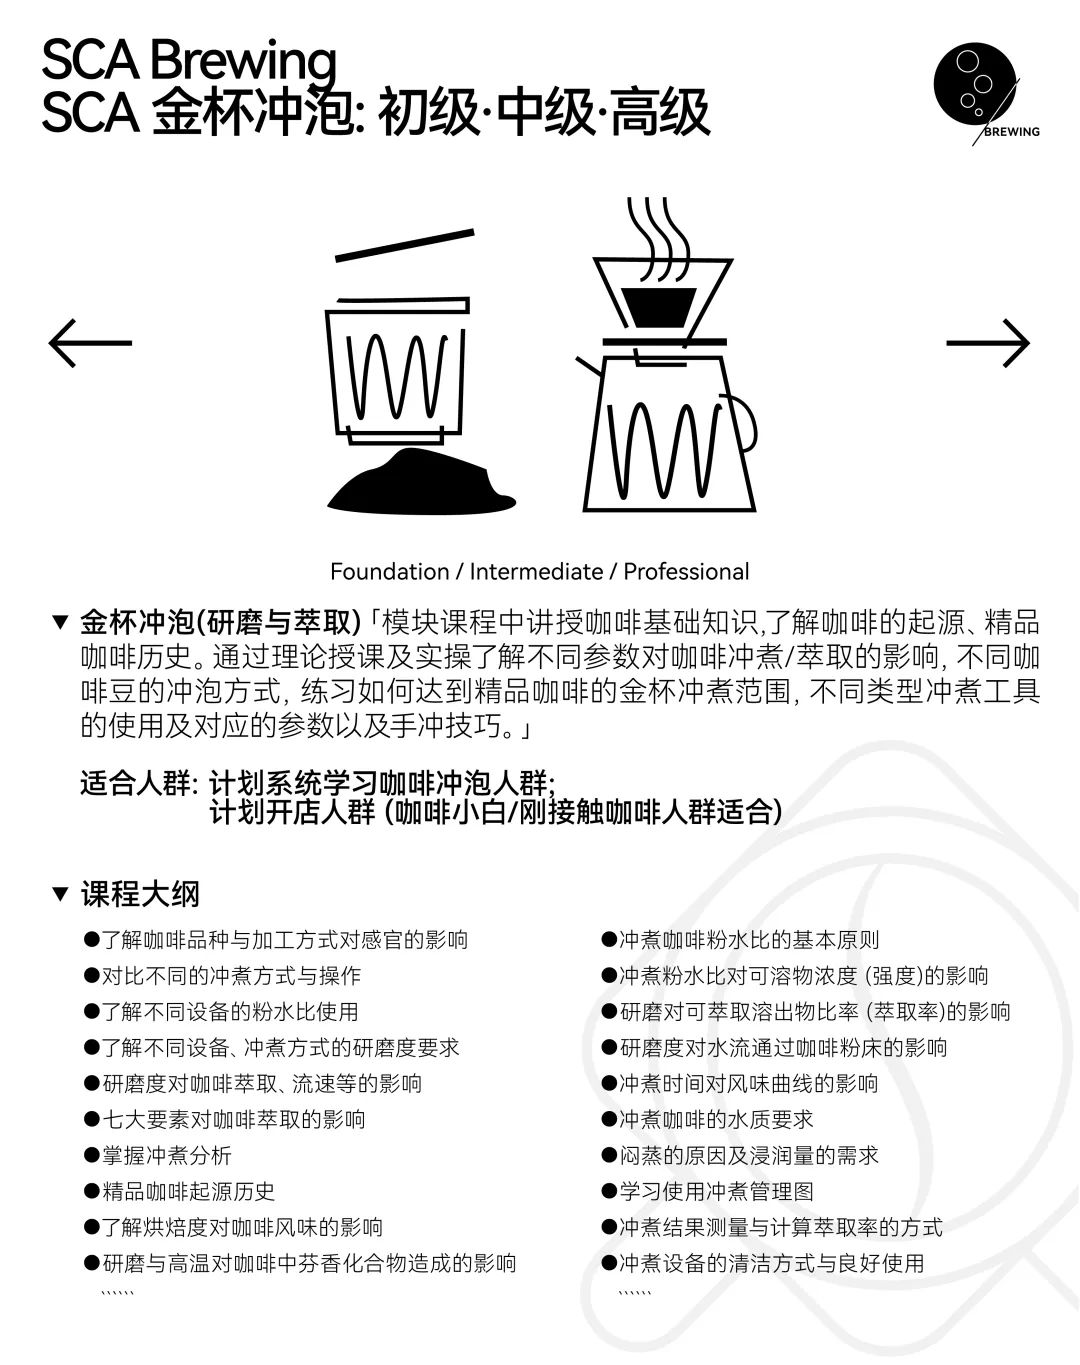 SCA Brewing
SCA 金杯冲泡: 初级·中级·高级
BREWING
Foundation / Intermediate / Professional
▼ 金杯冲泡(研磨与萃取)「模块课程中讲授咖啡基础知识,了解咖啡的起源、精品
咖啡历史。通过理论授课及实操了解不同参数对咖啡冲煮/萃取的影响, 不同咖
啡豆的冲泡方式, 练习如何达到精品咖啡的金杯冲煮范围, 不同类型冲煮工具
的使用及对应的参数以及手冲技巧。」
适合人群: 计划系统学习咖啡冲泡人群;
计划开店人群 (咖啡小白/刚接触咖啡人群适合)
▼ 课程大纲
●了解咖啡品种与加工方式对感官的影响
●对比不同的冲煮方式与操作
●了解不同设备的粉水比使用
●了解不同设备、冲煮方式的研磨度要求
●研磨度对咖啡萃取、流速等的影响
●七大要素对咖啡萃取的影响
●掌握冲煮分析
●精品咖啡起源历史
●了解烘焙度对咖啡风味的影响
●研磨与高温对咖啡中芬香化合物造成的影响
``````
●冲煮咖啡粉水比的基本原则
●冲煮粉水比对可溶物浓度 (强度)的影响
●研磨对可萃取溶出物比率 (萃取率)的影响
●研磨度对水流通过咖啡粉床的影响
●冲煮时间对风味曲线的影响
●冲煮咖啡的水质要求
●闷蒸的原因及浸润量的需求
●学习使用冲煮管理图
●冲煮结果测量与计算萃取率的方式
●冲煮设备的清洁方式与良好使用
``````